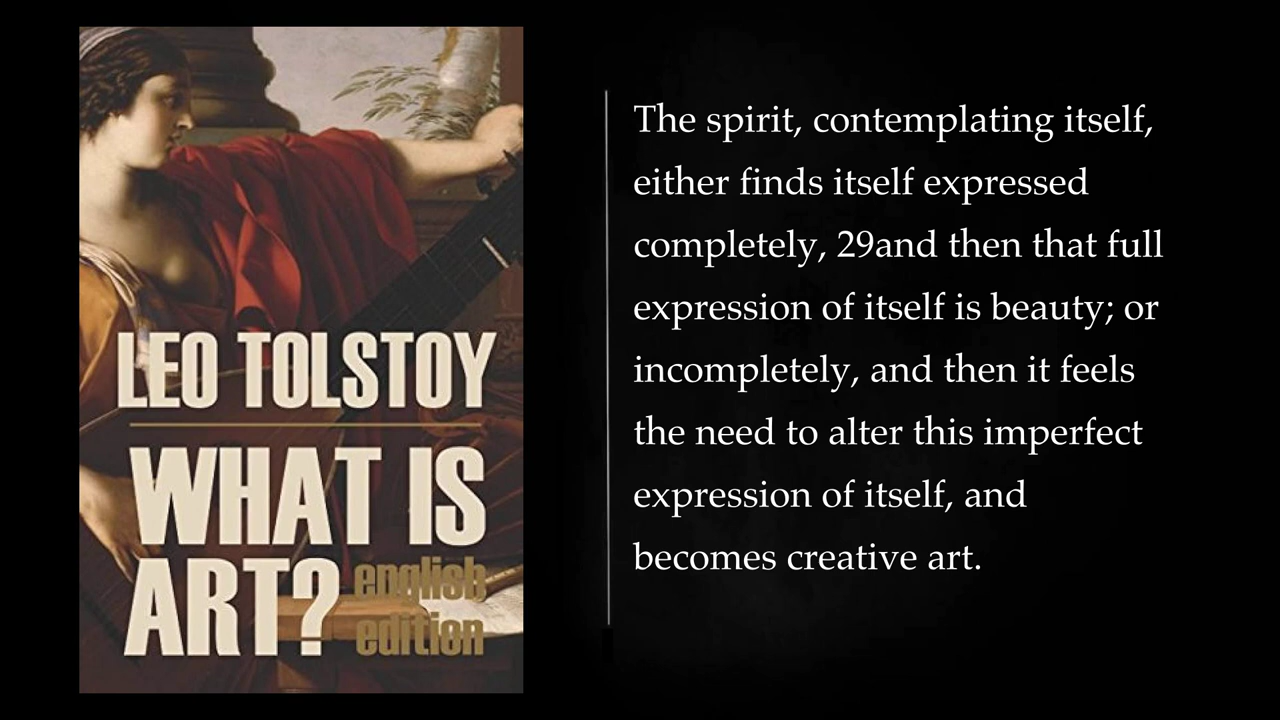 LEO TOLSTOY
WHAT IS
ART?
english
edition
The spirit, contemplating itself,
either finds itself expressed
completely, 29and then that full
expression of itself is beauty; or
incompletely, and then it feels
the need to alter this imperfect
expression of itself, and
becomes creative art.